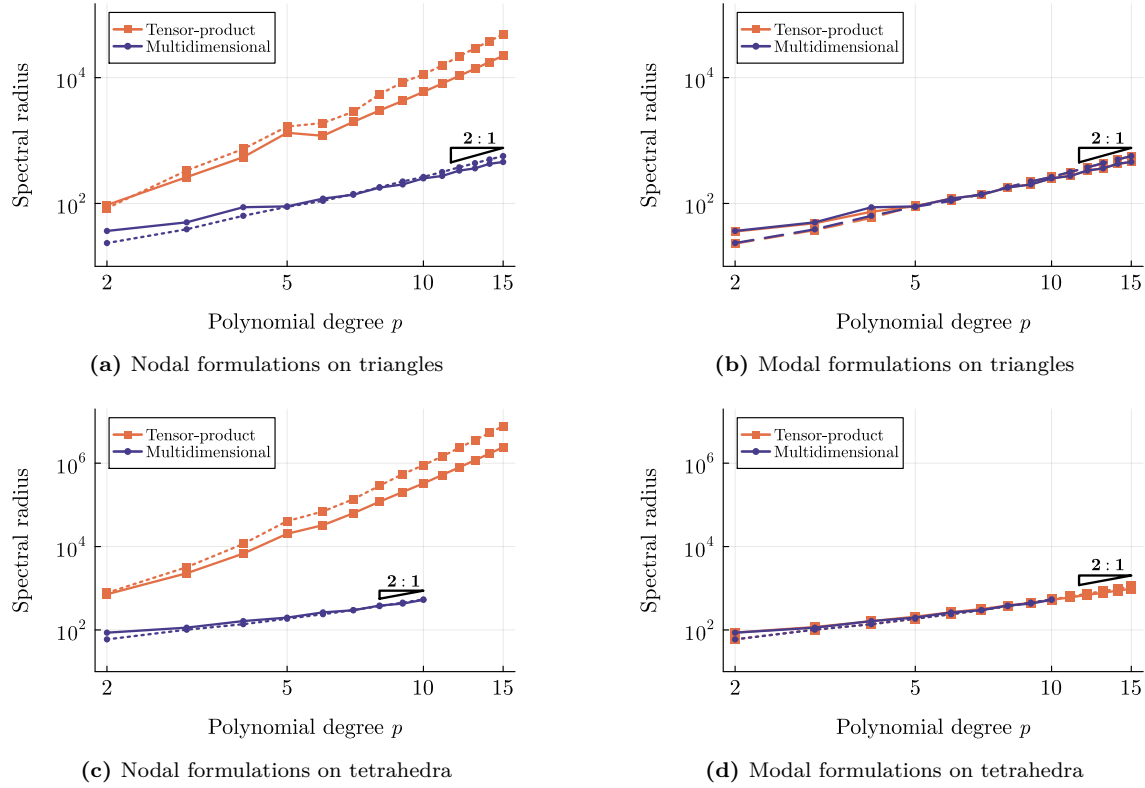 Tensor-product
Multidimensional
Spectral radius
10^4
10^2
2 : 1
2 5 10 15
Polynomial degree p
(a) Nodal formulations on triangles
Tensor-product
Multidimensional
Spectral radius
10^4
10^2
2 : 1
2 5 10 15
Polynomial degree p
(b) Modal formulations on triangles
Tensor-product
Multidimensional
Spectral radius
10^6
10^4
10^2
2 : 1
2 5 10 15
Polynomial degree p
(c) Nodal formulations on tetrahedra
Tensor-product
Multidimensional
Spectral radius
10^6
10^4
10^2
2 : 1
2 5 10 15
Polynomial degree p
(d) Modal formulations on tetrahedra